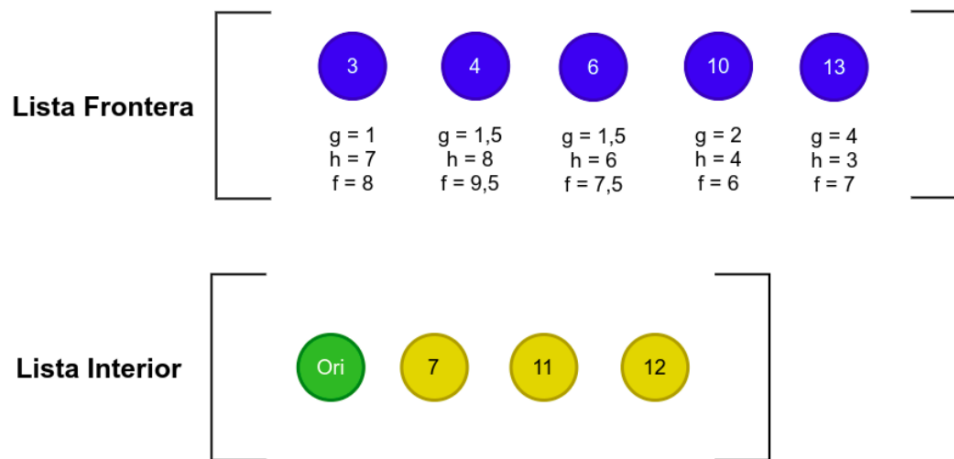 Lista Frontera
3 4 6 10 13
g = 1 g = 1,5 g = 1,5 g = 2 g = 4
h = 7 h = 8 h = 6 h = 4 h = 3
f = 8 f = 9,5 f = 7,5 f = 6 f = 7
Lista Interior
Ori 7 11 12